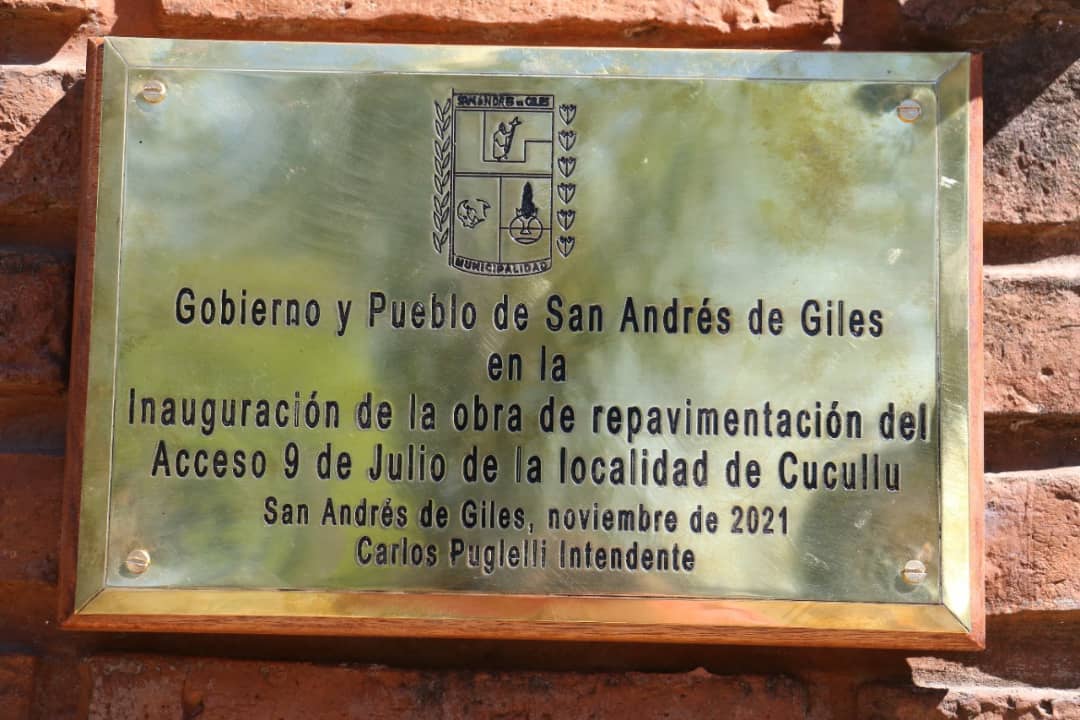 SAN ANDRES DE GILES
MUNICIPALIDAD
Gobierno y Pueblo de San Andrés de Giles
en la
Inauguración de la obra de repavimentación del
Acceso 9 de Julio de la localidad de Cucullu
San Andrés de Giles, noviembre de 2021
Carlos Puglelli Intendente